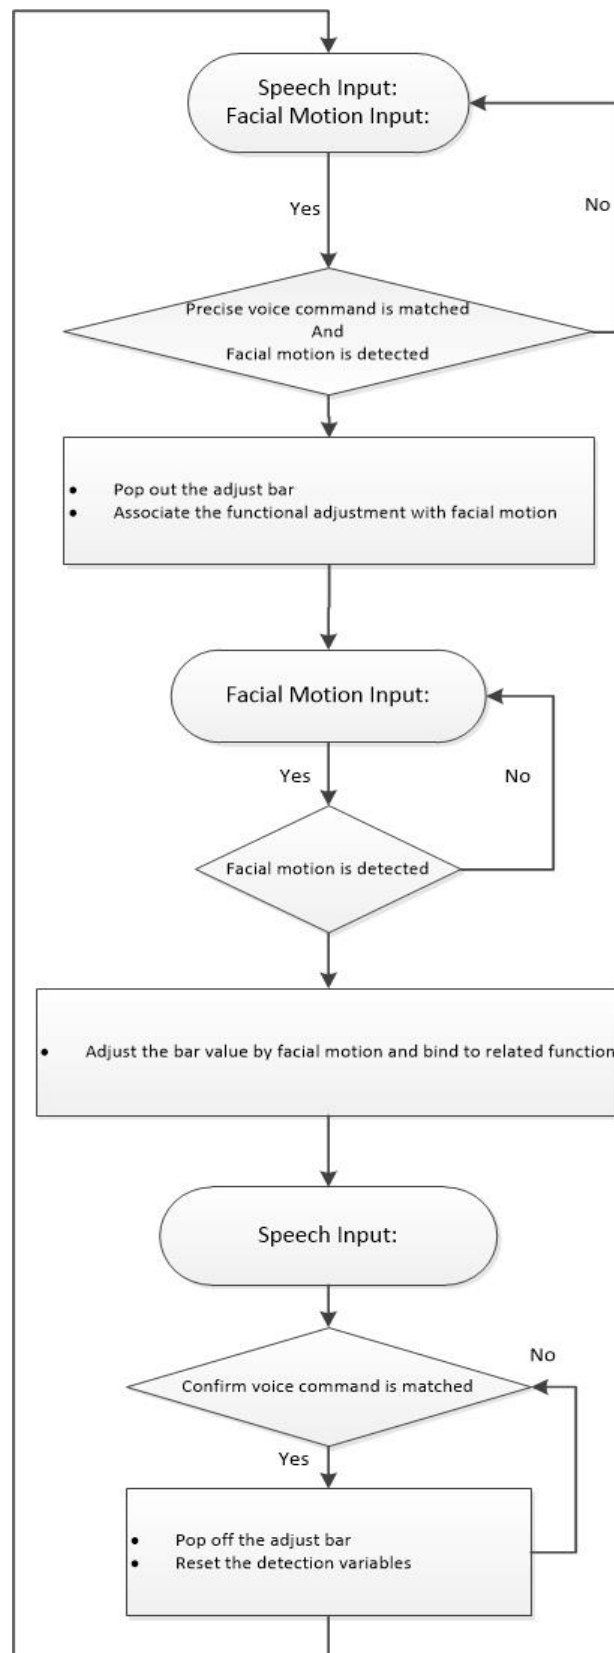 Speech Input:
Facial Motion Input:
Yes
No
Precise voice command is matched
And
Facial motion is detected
• Pop out the adjust bar
• Associate the functional adjustment with facial motion
Facial Motion Input:
Yes
No
Facial motion is detected
• Adjust the bar value by facial motion and bind to related function
Speech Input:
No
Confirm voice command is matched
Yes
• Pop off the adjust bar
• Reset the detection variables